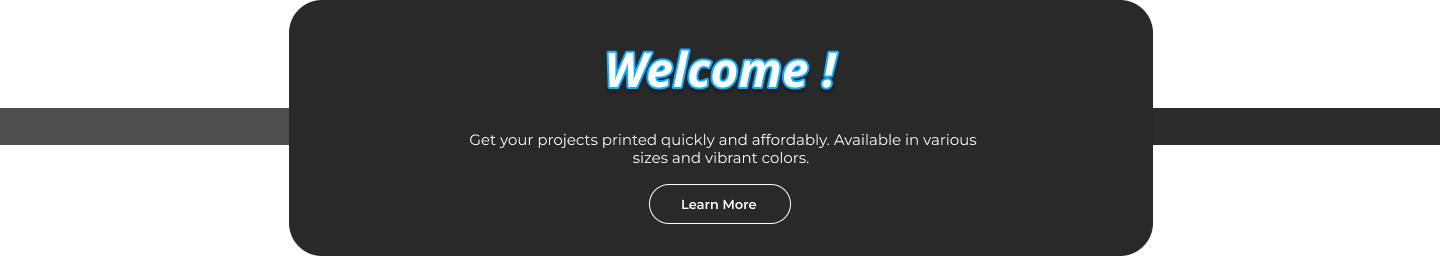 Welcome !
Get your projects printed quickly and affordably. Available in various
sizes and vibrant colors.
Learn More